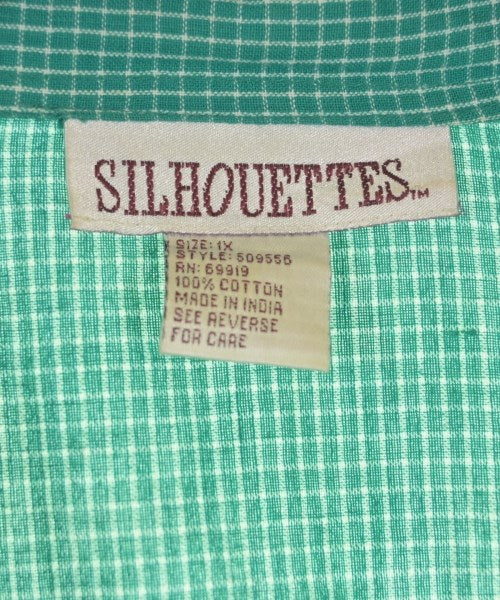 SILHOUETTES™
SIZE: 1X
STYLE: 509556
RN: 69919
100% COTTON
MADE IN INDIA
SEE REVERSE
FOR CARE